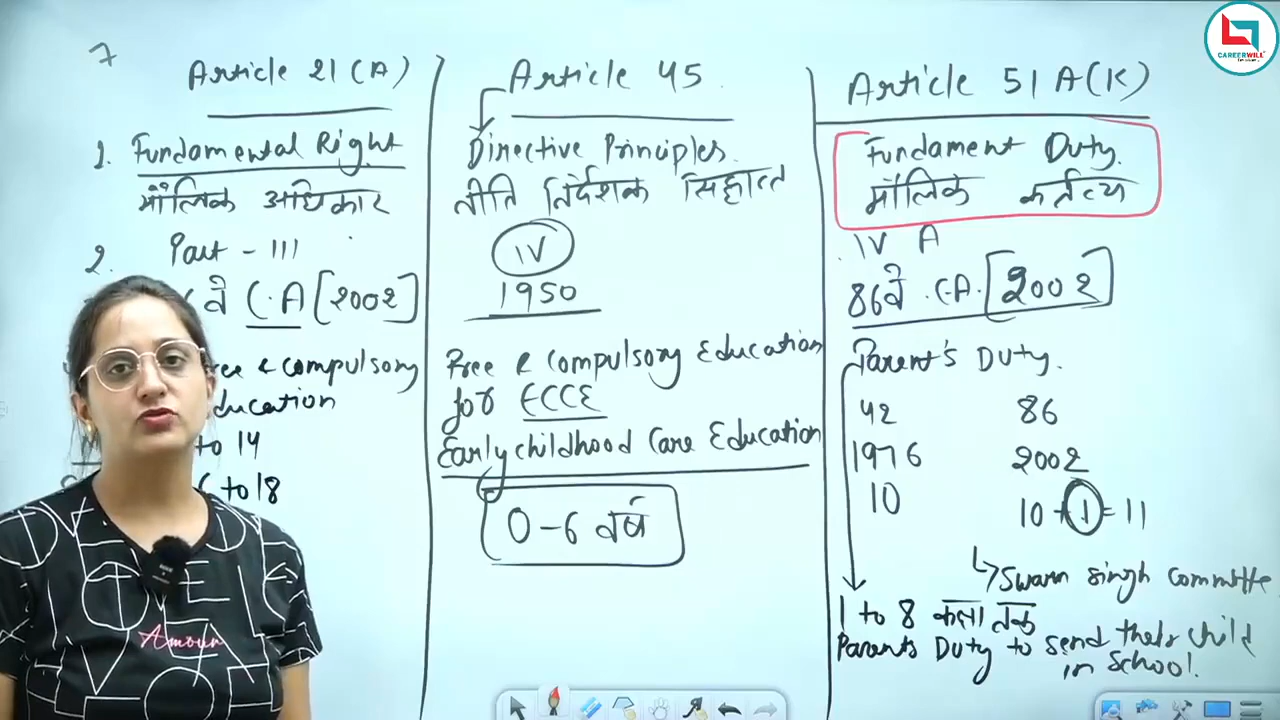 7
Article 21(A)
1. Fundamental Right
मौलिक अधिकार
2. Part - III
वे C.A [2002]
ree & compulsory
ducation
to 14
6 to 18
Article 45
Directive Principles.
नीति निर्देशक सिद्धान्त
IV
1950
Free & Compulsory Education
for ECCE
Early childhood Care Education
0-6 वर्ष
Article 51 A(K)
Fundament Duty.
मौलिक कर्तव्य
IV A
86वे C.A. [2002]
Parent's Duty.
42 86
1976 2002
10 10+1=11
Swarn Singh Committe
1 to 8 कक्षा तक
Parents Duty to send their child
in School.
CAREERWILL
Amour